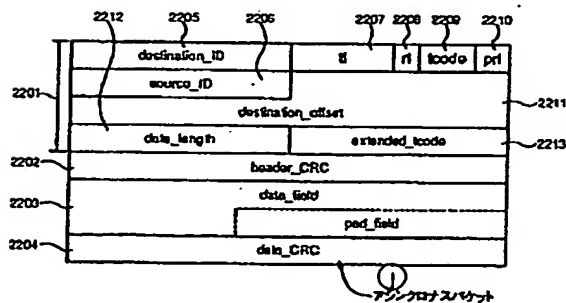 2212 2205 2206 2207 2208 2209 2210
destination_ID tl rt tcode pri
source_ID
2201
destination_offset 2211
data_length extended_tcode 2213
2202 header_CRC
data_field
2203
pad_field
2204 data_CRC
アシンクロナスパケット